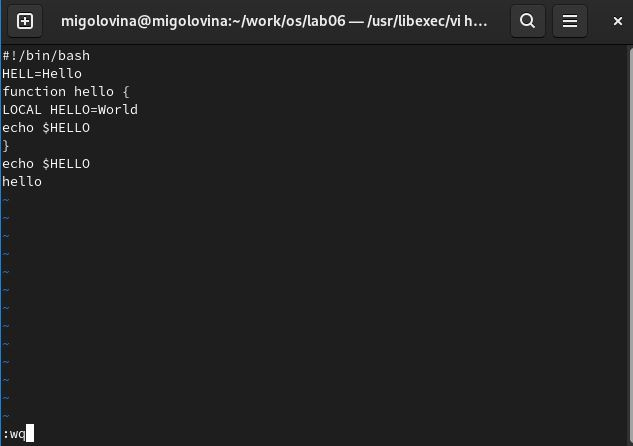 migolovina@migolovina:~/work/os/lab06 — /usr/libexec/vi h…
#!/bin/bash
HELL=Hello
function hello {
LOCAL HELLO=World
echo $HELLO
}
echo $HELLO
hello
~
~
~
~
~
~
~
~
~
~
~
~
~
:wq